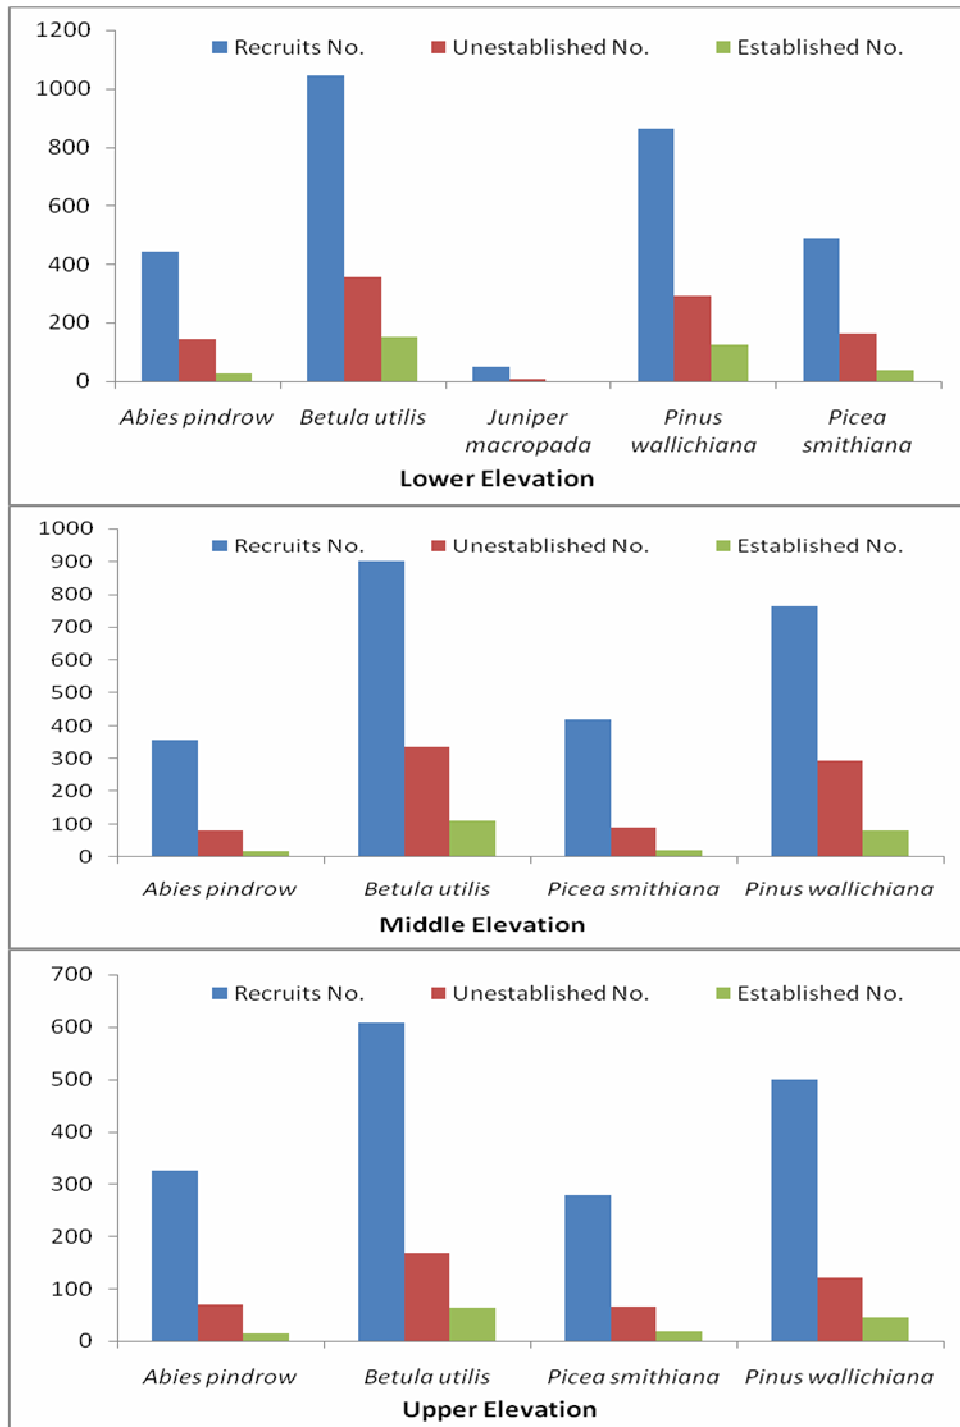 1200
Recruits No. Unestablished No. Established No.
1000
800
600
400
200
0
Abies pindrow Betula utilis Juniper Pinus Picea
macropada wallichiana smithiana
Lower Elevation
1000
Recruits No. Unestablished No. Established No.
900
800
700
600
500
400
300
200
100
0
Abies pindrow Betula utilis Picea smithiana Pinus wallichiana
Middle Elevation
700
Recruits No. Unestablished No. Established No.
600
500
400
300
200
100
0
Abies pindrow Betula utilis Picea smithiana Pinus wallichiana
Upper Elevation